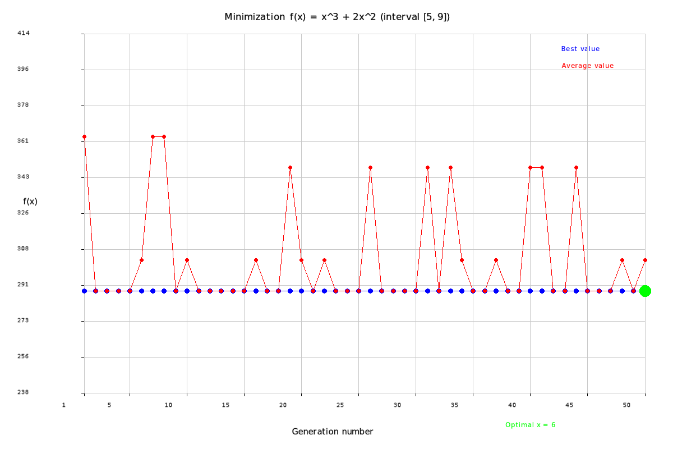 Minimization f(x) = x^3 + 2x^2 (interval [5, 9])
414
Best value
396
Average value
378
361
343
f(x)
326
308
291
273
256
238
1 5 10 15 20 25 30 35 40 45 50
Optimal x = 6
Generation number